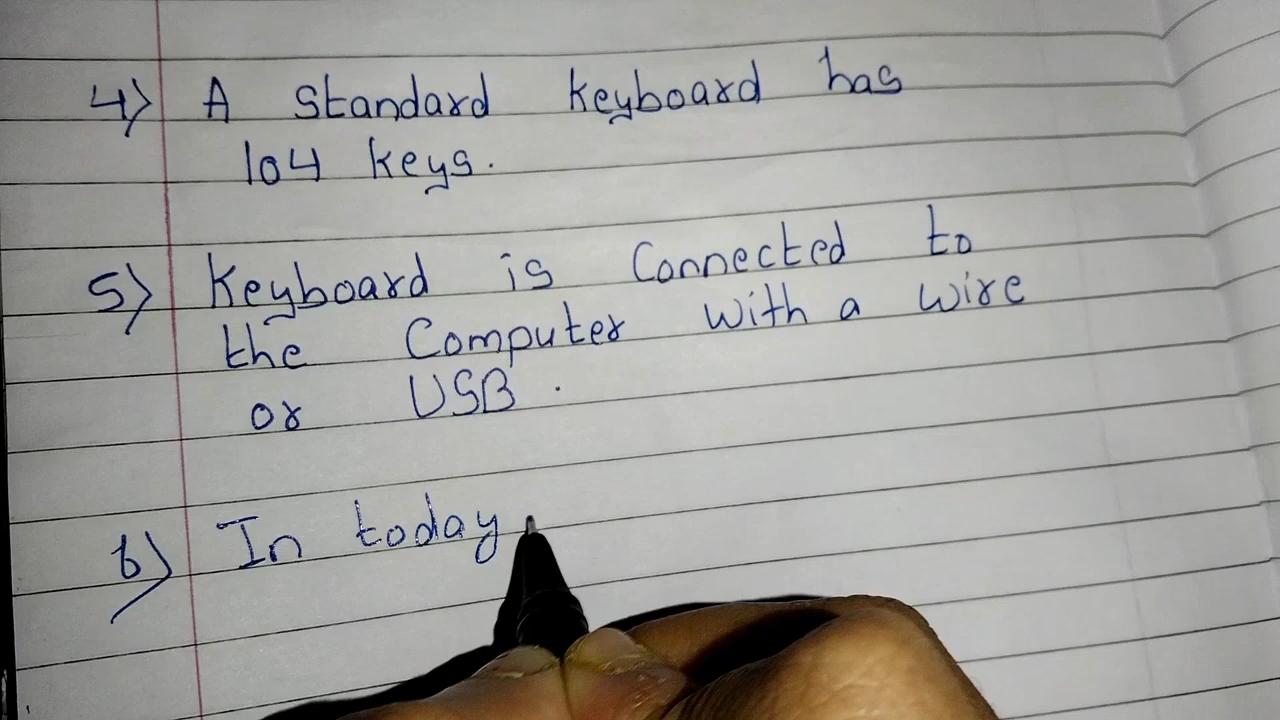 4) A standard keyboard has
104 keys.
5) Keyboard is Connected to
the Computer with a wire
or USB.
6) In today